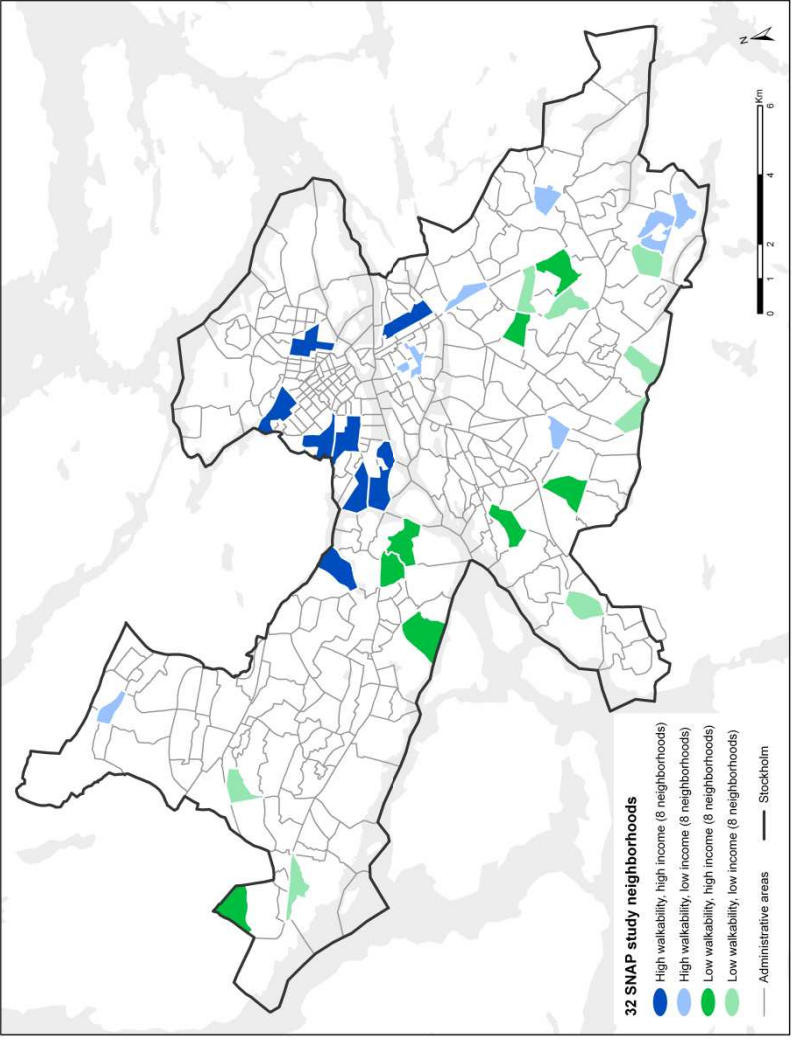 32 SNAP study neighborhoods
High walkability, high income (8 neighborhoods)
High walkability, low income (8 neighborhoods)
Low walkability, high income (8 neighborhoods)
Low walkability, low income (8 neighborhoods)
Administrative areas
Stockholm
0 1 2 4 6
Km
N